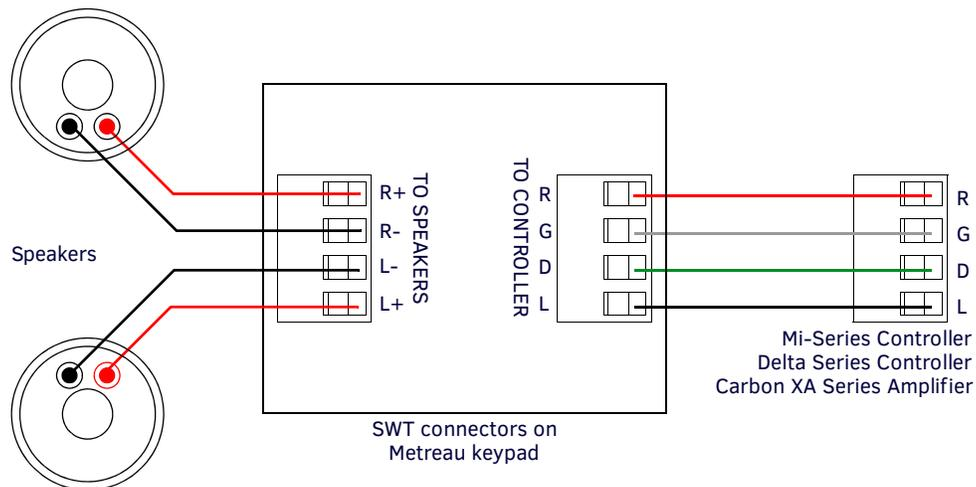 Speakers
R+
R-
L-
L+
TO SPEAKERS
TO CONTROLLER
R
G
D
L
R
G
D
L
Mi-Series Controller
Delta Series Controller
Carbon XA Series Amplifier
SWT connectors on
Metreau keypad